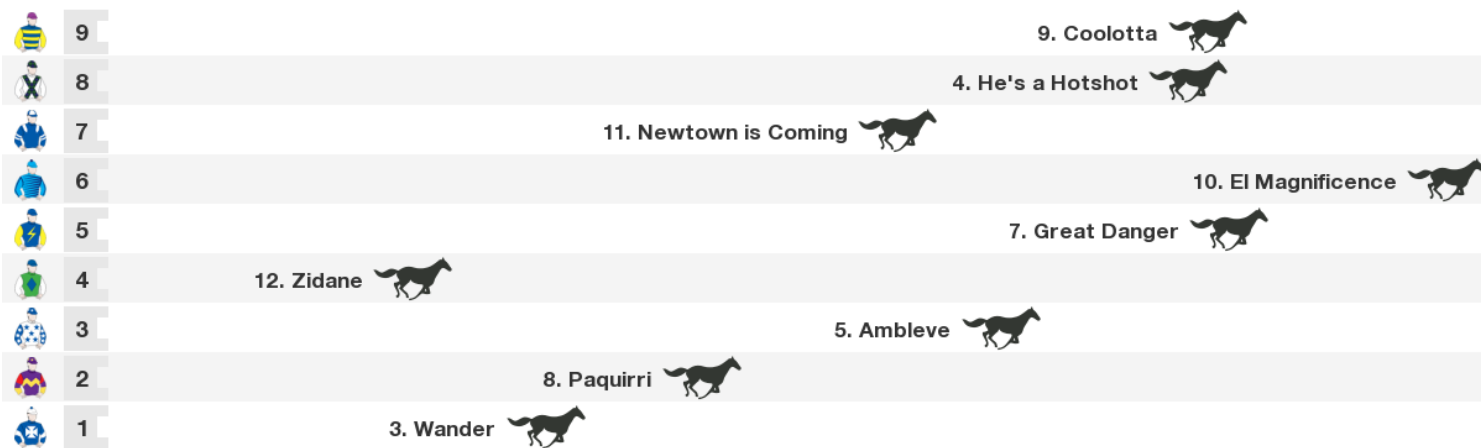 9 9. Coolotta
8 4. He's a Hotshot
7 11. Newtown is Coming
6 10. El Magnificence
5 7. Great Danger
4 12. Zidane
3 5. Ambleve
2 8. Paquirri
1 3. Wander